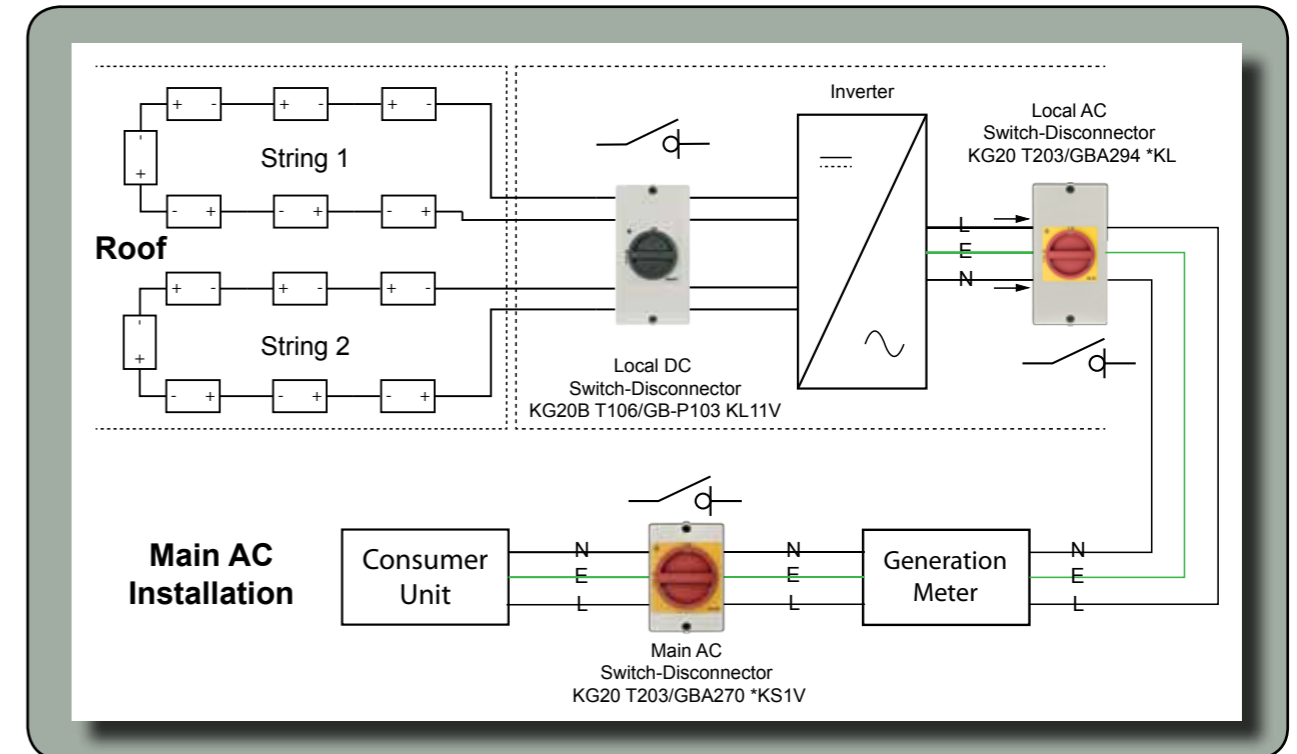 Inverter
Local AC
Switch-Disconnector
KG20 T203/GBA294 *KL
+ - + - + -
String 1
-
+
- + - + - +
Roof
L
E
N
+ - + - + -
String 2
-
+
- + - + - +
Local DC
Switch-Disconnector
KG20B T106/GB-P103 KL11V
Main AC
Installation
Consumer
Unit
N
E
L
N
E
L
Generation
Meter
N
E
L
Main AC
Switch-Disconnector
KG20 T203/GBA270 *KS1V